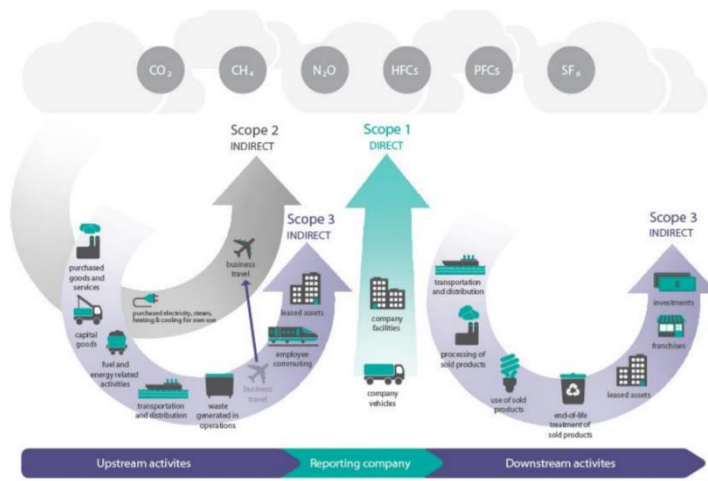 CO₂
CH₄
N₂O
HFCs
PFCs
SF₆
Scope 2
INDIRECT
Scope 1
DIRECT
Scope 3
INDIRECT
Scope 3
INDIRECT
purchased
goods and
services
capital
goods
fuel and
energy related
activities
transportation
and distribution
waste
generated in
operations
business
travel
purchased electricity, steam,
heating & cooling for own use
business
travel
employee
commuting
leased assets
company
facilities
company
vehicles
transportation
and distribution
processing of
sold products
use of sold
products
end-of-life
treatment of
sold products
leased assets
franchises
investments
Upstream activites
Reporting company
Downstream activites